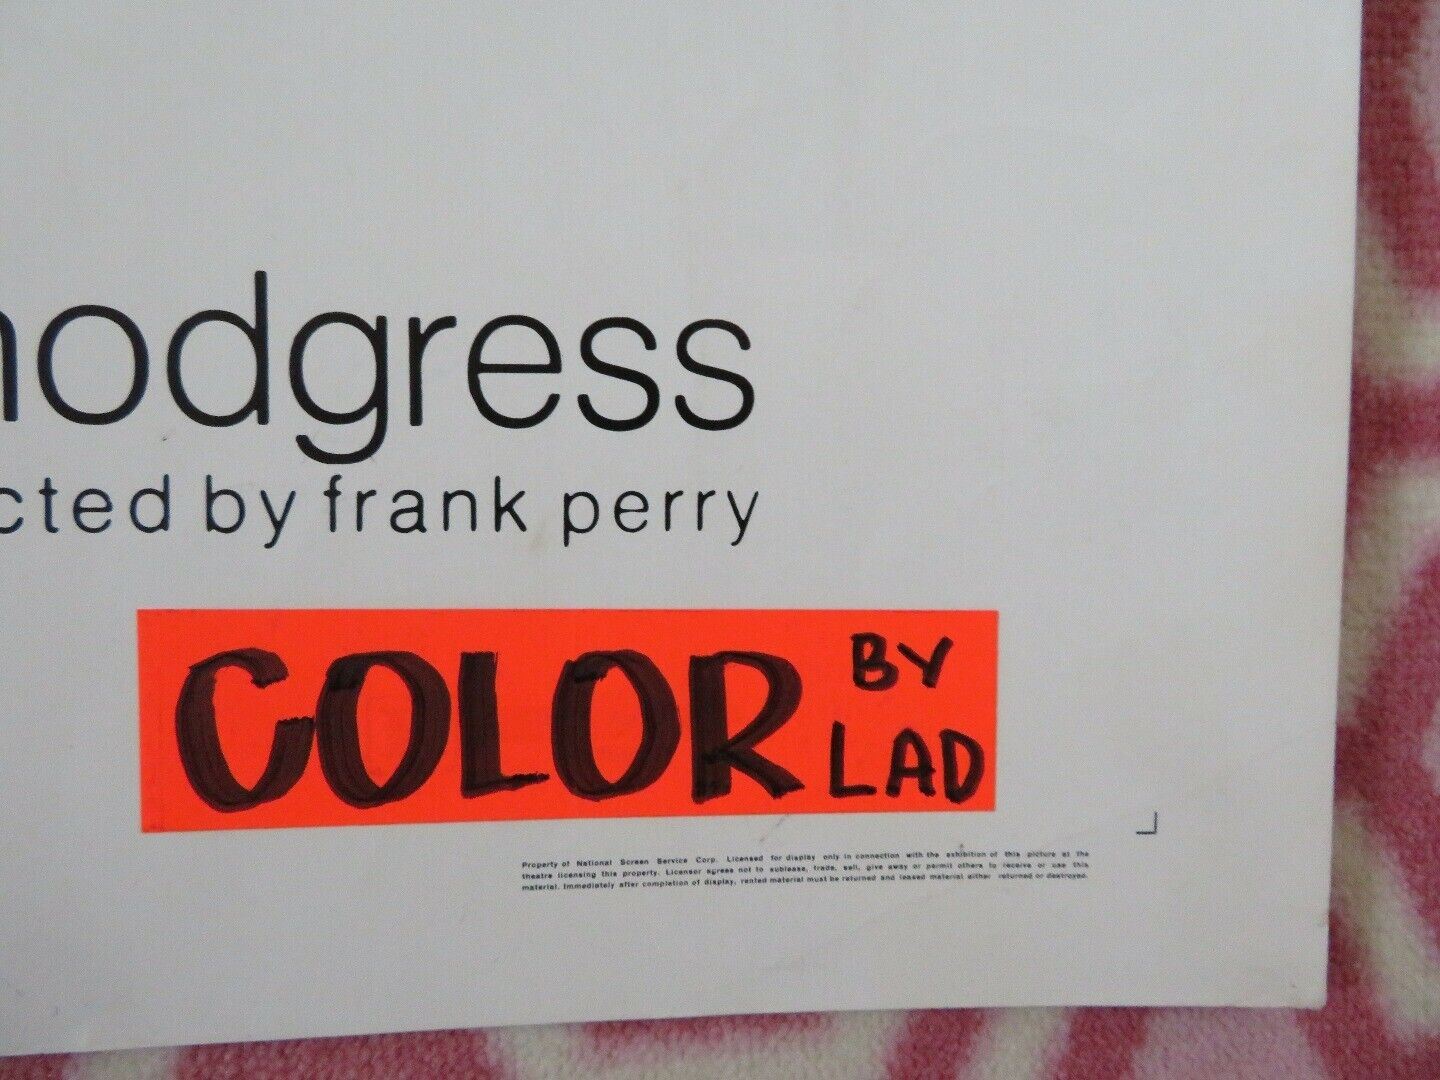 nodgress
cted by frank perry
COLOR BY LAD
Property of National Screen Service Corp. Licensed for display only in connection with the exhibition of this picture at the
theatre licensing this property. Licensor agrees not to sublease, trade, sell, give away or permit others to receive or use this
material. Immediately after completion of display, rented material must be returned and leased material either returned or destroyed.